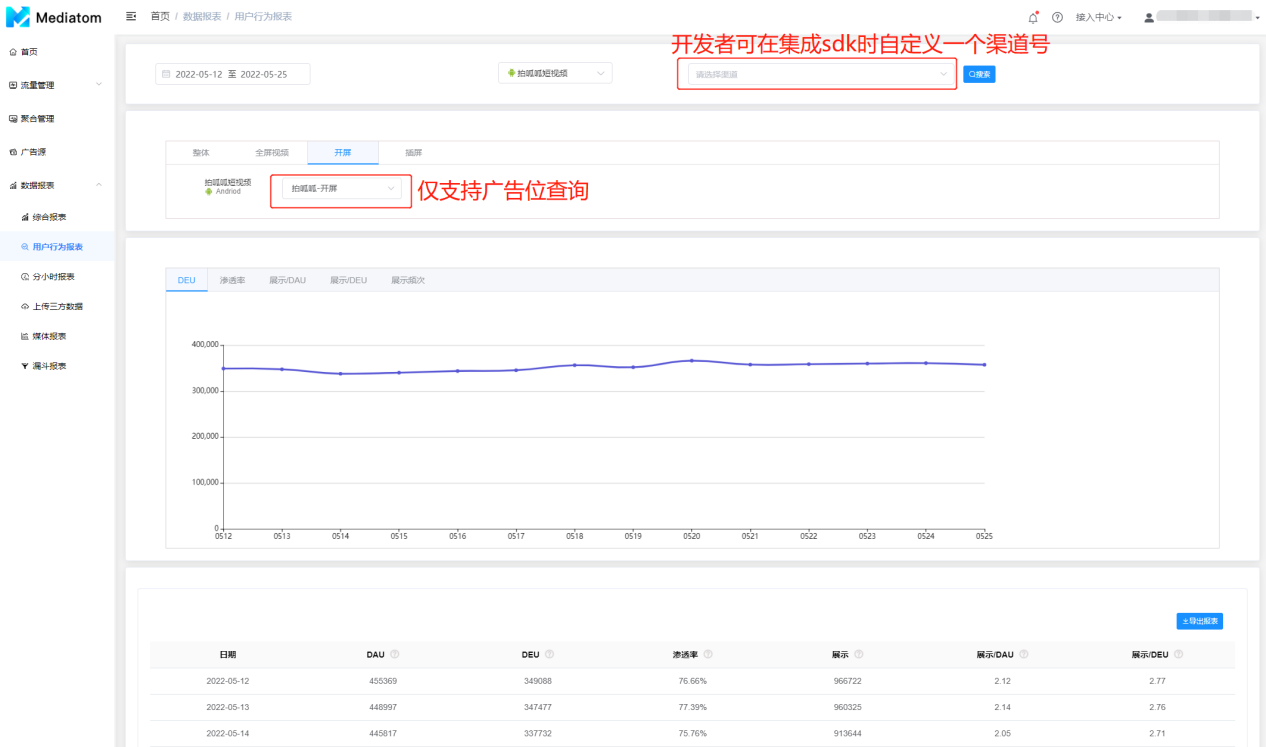 Mediatom
首页 / 数据报表 / 用户行为报表
接入中心
首页
流量管理
聚合管理
广告源
数据报表
综合报表
用户行为报表
分小时报表
上传三方数据
媒体报表
漏斗报表
开发者可在集成sdk时自定义一个渠道号
2022-05-12 至 2022-05-25
拍呱呱短视频
请选择渠道
搜索
整体 全屏视频 开屏 插屏
拍呱呱短视频
Andriod
拍呱呱-开屏
仅支持广告位查询
DEU 渗透率 展示/DAU 展示/DEU 展示频次
400,000
300,000
200,000
100,000
0
0512 0513 0514 0515 0516 0517 0518 0519 0520 0521 0522 0523 0524 0525
导出报表
日期 DAU DEU 渗透率 展示 展示/DAU 展示/DEU
2022-05-12 455369 349088 76.66% 966722 2.12 2.77
2022-05-13 448997 347477 77.39% 960325 2.14 2.76
2022-05-14 445817 337732 75.76% 913644 2.05 2.71